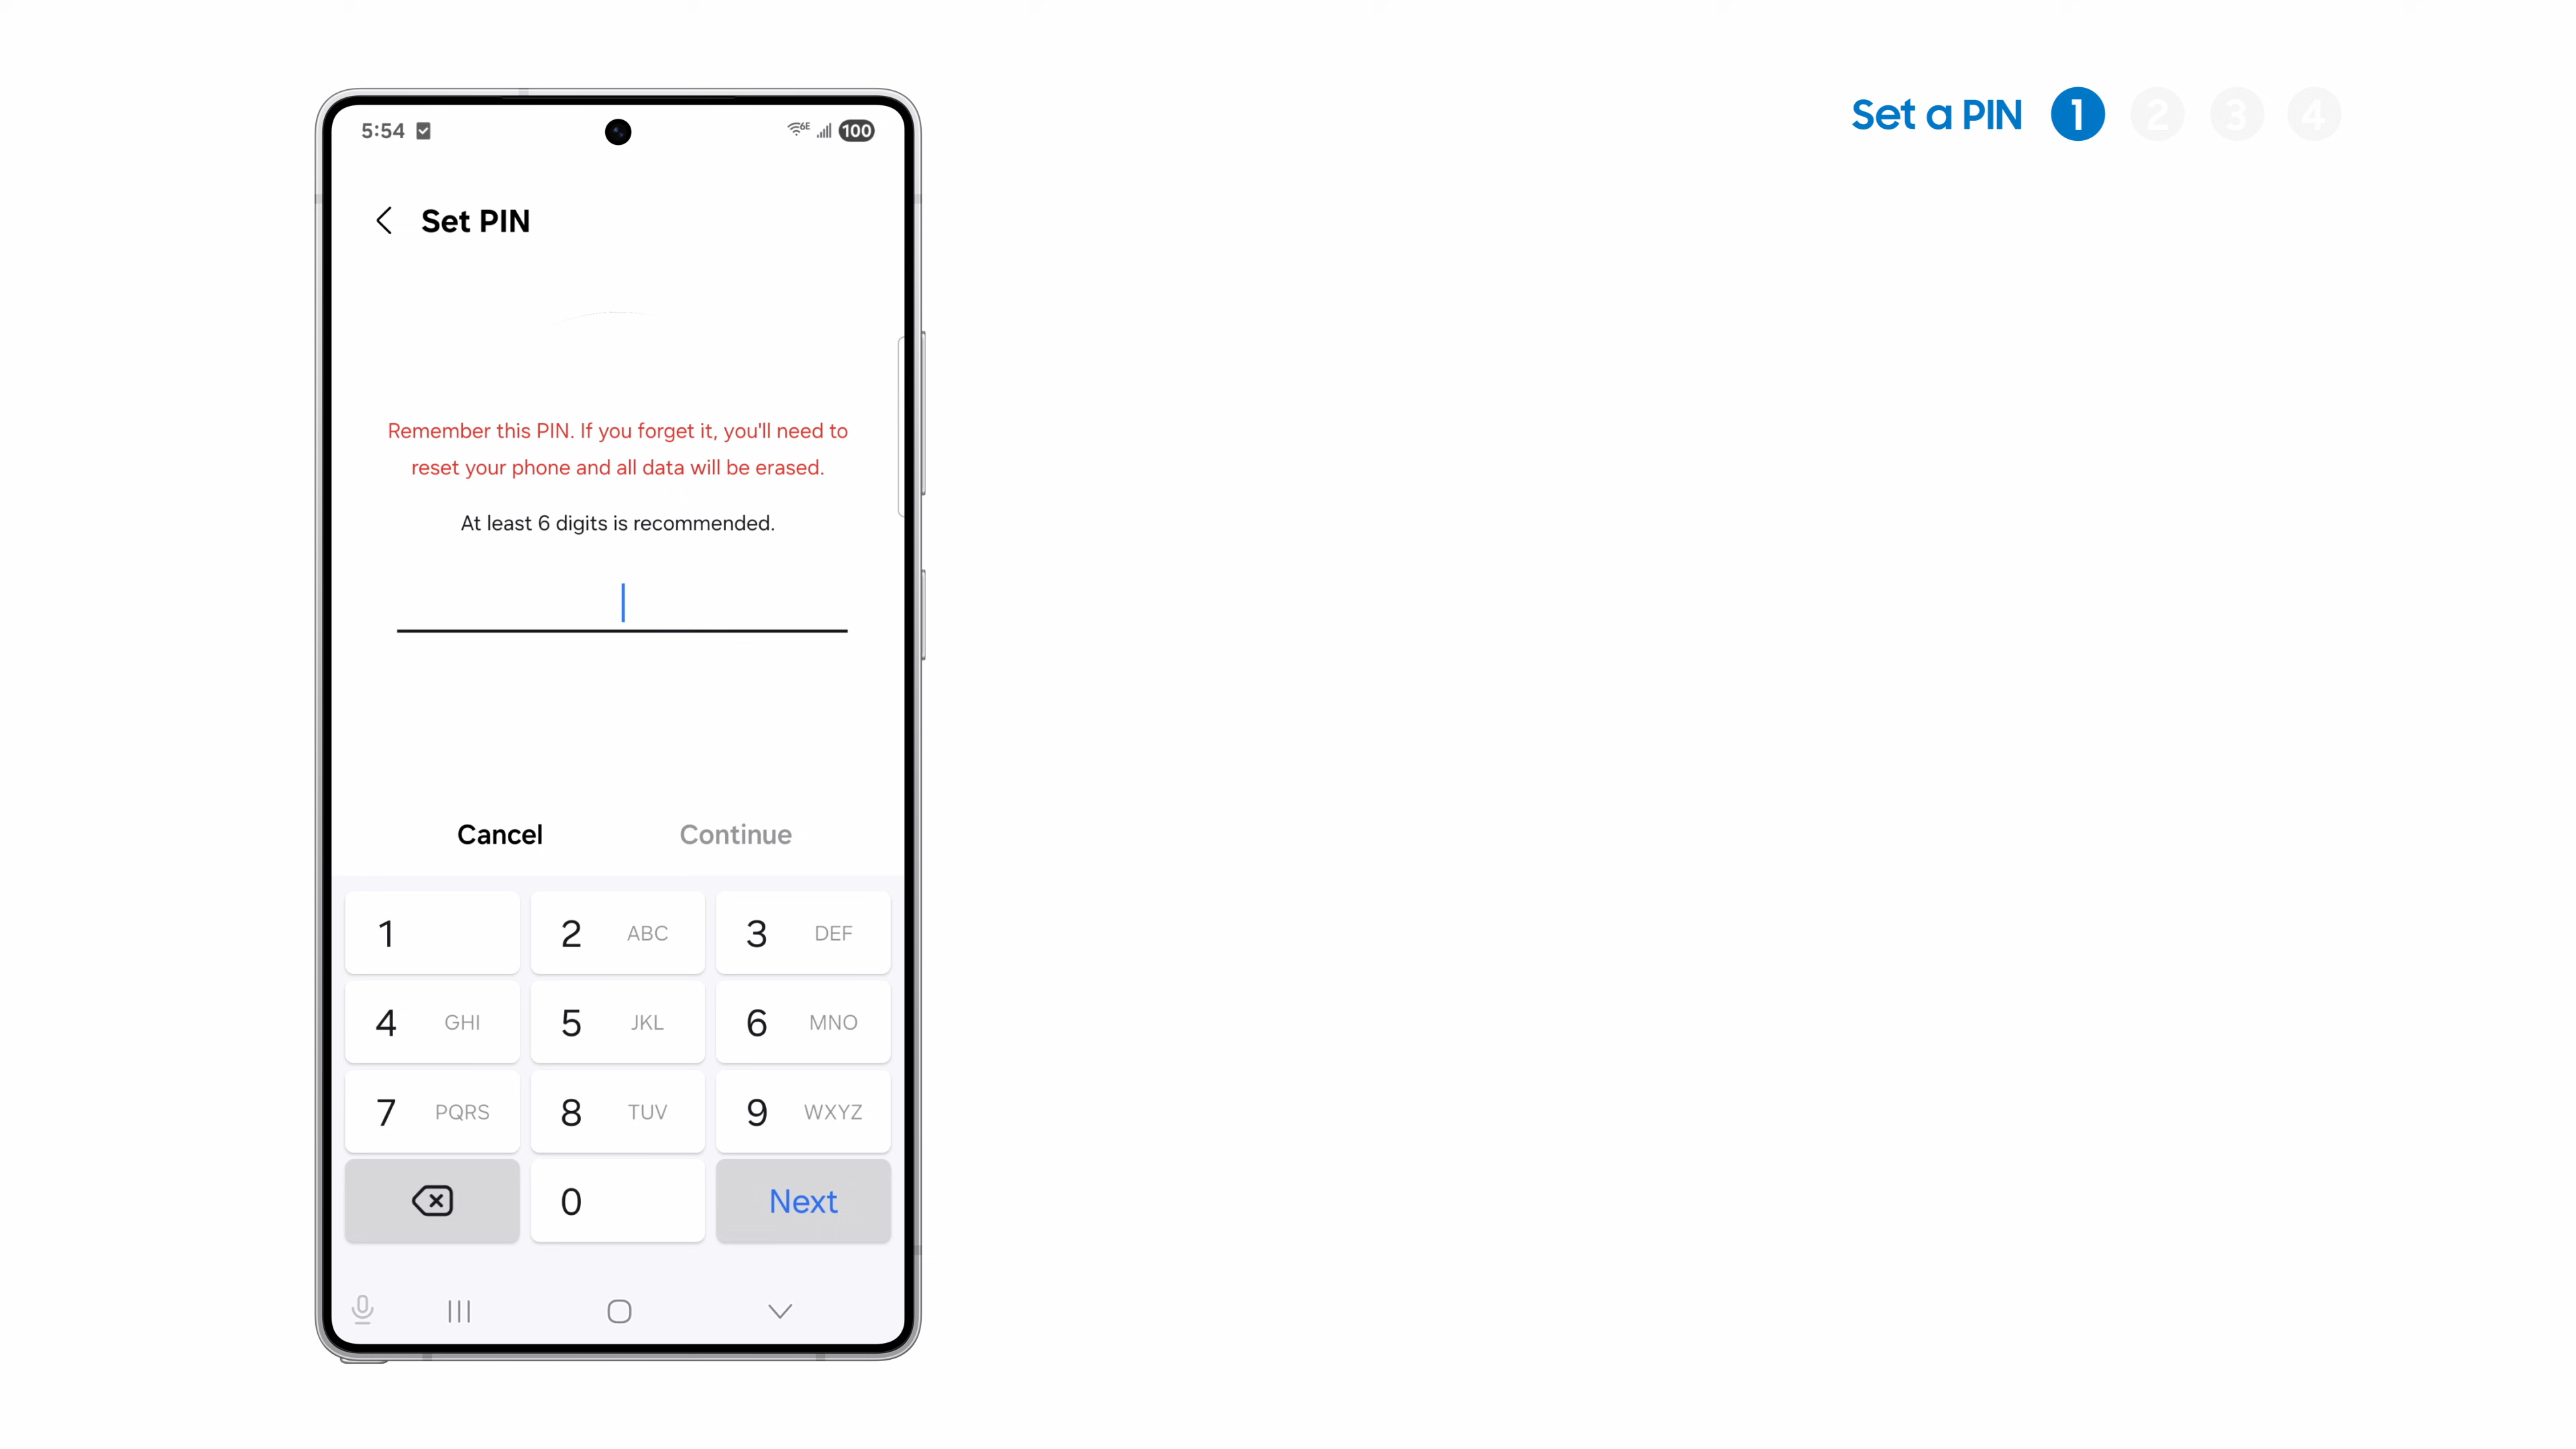 Set a PIN 1 2 3 4
5:54
6E 100
Set PIN
Remember this PIN. If you forget it, you'll need to
reset your phone and all data will be erased.
At least 6 digits is recommended.
Cancel Continue
1 2 ABC 3 DEF
4 GHI 5 JKL 6 MNO
7 PQRS 8 TUV 9 WXYZ
0 Next